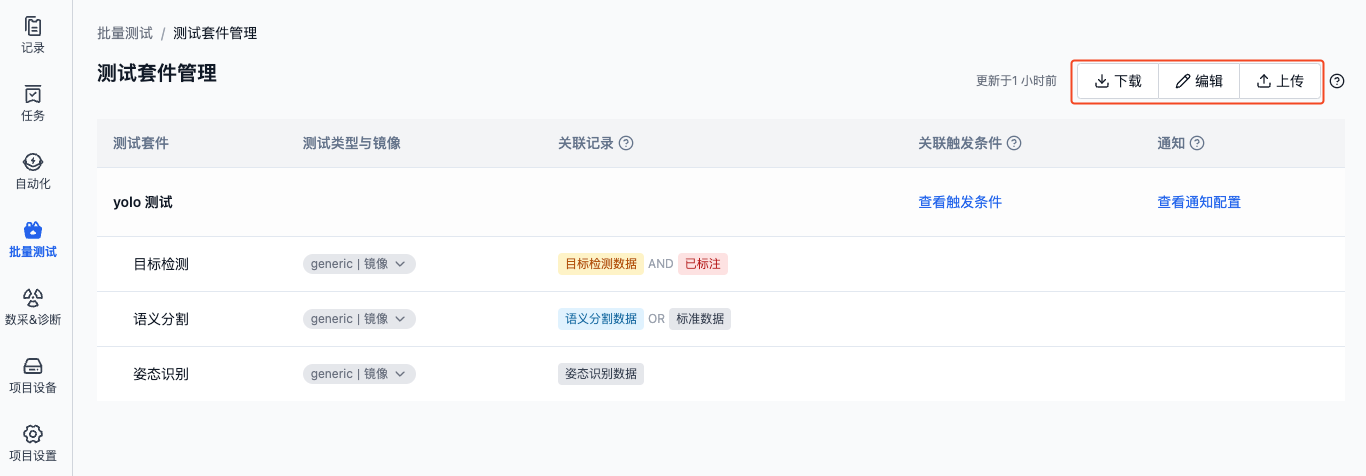 记录
任务
自动化
批量测试
数采&诊断
项目设备
项目设置
批量测试 / 测试套件管理
测试套件管理
更新于1 小时前 下载 编辑 上传
测试套件 测试类型与镜像 关联记录 关联触发条件 通知
yolo 测试 查看触发条件 查看通知配置
目标检测 generic | 镜像 目标检测数据 AND 已标注
语义分割 generic | 镜像 语义分割数据 OR 标准数据
姿态识别 generic | 镜像 姿态识别数据